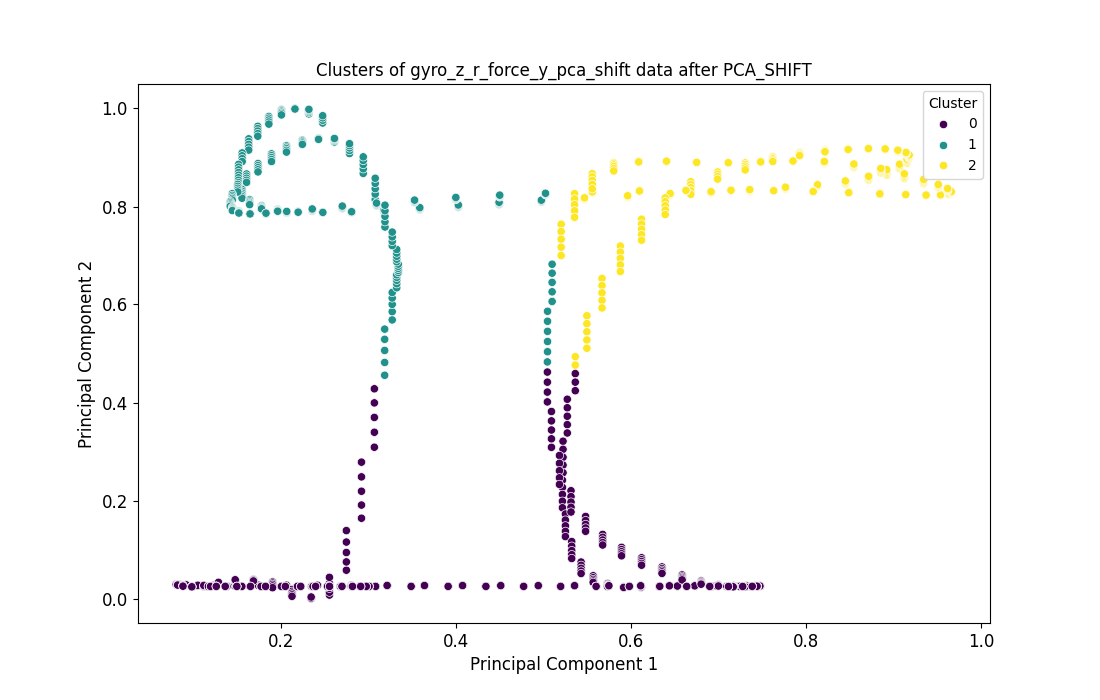 Clusters of gyro_z_r_force_y_pca_shift data after PCA_SHIFT
Cluster
0
1
2
Principal Component 2
1.0
0.8
0.6
0.4
0.2
0.0
0.2 0.4 0.6 0.8 1.0
Principal Component 1